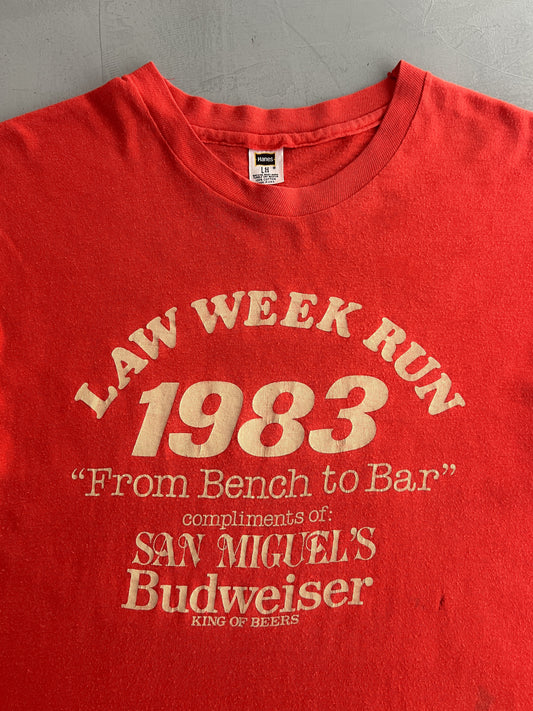 Hanes
LAW WEEK RUN
1983
"From Bench to Bar"
compliments of:
SAN MIGUEL'S
Budweiser
KING OF BEERS